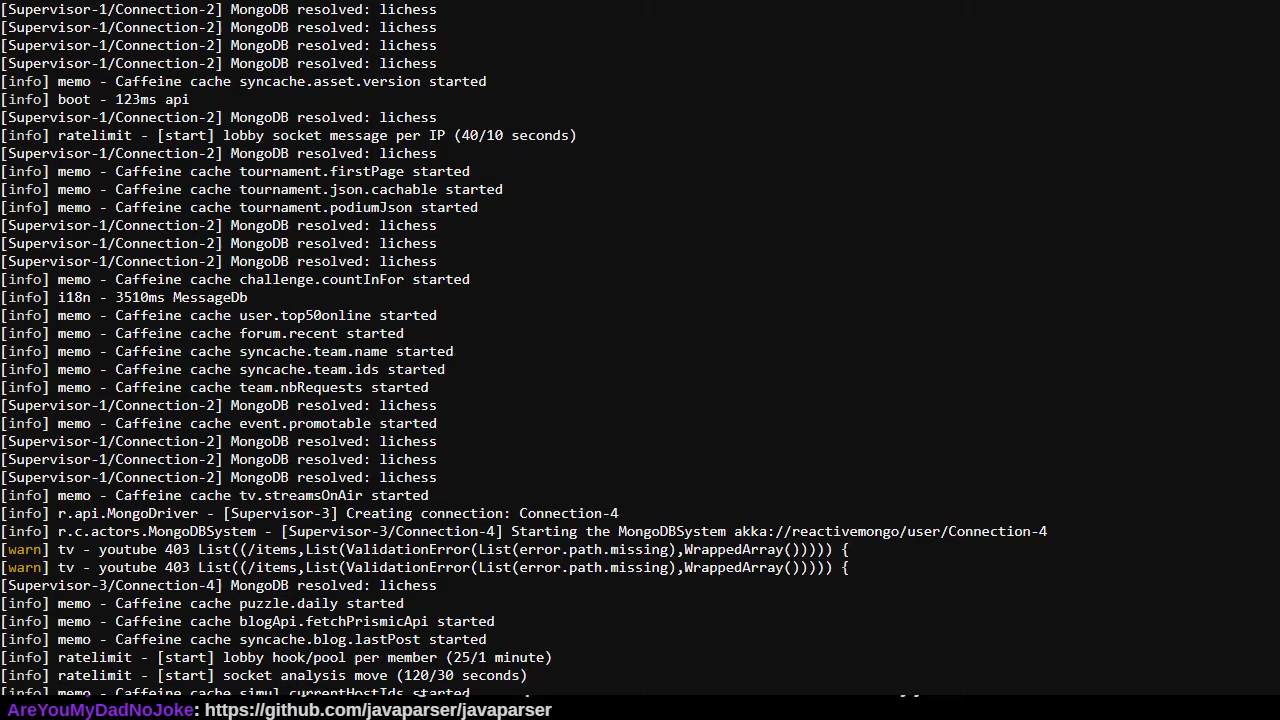 [Supervisor-1/Connection-2] MongoDB resolved: lichess
[Supervisor-1/Connection-2] MongoDB resolved: lichess
[Supervisor-1/Connection-2] MongoDB resolved: lichess
[Supervisor-1/Connection-2] MongoDB resolved: lichess
[info] memo - Caffeine cache syncache.asset.version started
[info] boot - 123ms api
[Supervisor-1/Connection-2] MongoDB resolved: lichess
[info] ratelimit - [start] lobby socket message per IP (40/10 seconds)
[Supervisor-1/Connection-2] MongoDB resolved: lichess
[info] memo - Caffeine cache tournament.firstPage started
[info] memo - Caffeine cache tournament.json.cachable started
[info] memo - Caffeine cache tournament.podiumJson started
[Supervisor-1/Connection-2] MongoDB resolved: lichess
[Supervisor-1/Connection-2] MongoDB resolved: lichess
[Supervisor-1/Connection-2] MongoDB resolved: lichess
[info] memo - Caffeine cache challenge.countInFor started
[info] i18n - 3510ms MessageDb
[info] memo - Caffeine cache user.top50online started
[info] memo - Caffeine cache forum.recent started
[info] memo - Caffeine cache syncache.team.name started
[info] memo - Caffeine cache syncache.team.ids started
[info] memo - Caffeine cache team.nbRequests started
[Supervisor-1/Connection-2] MongoDB resolved: lichess
[info] memo - Caffeine cache event.promotable started
[Supervisor-1/Connection-2] MongoDB resolved: lichess
[Supervisor-1/Connection-2] MongoDB resolved: lichess
[Supervisor-1/Connection-2] MongoDB resolved: lichess
[info] memo - Caffeine cache tv.streamsOnAir started
[info] r.api.MongoDriver - [Supervisor-3] Creating connection: Connection-4
[info] r.c.actors.MongoDBSystem - [Supervisor-3/Connection-4] Starting the MongoDBSystem akka://reactivemongo/user/Connection-4
[warn] tv - youtube 403 List((/items,List(ValidationError(List(error.path.missing),WrappedArray())))) {
[warn] tv - youtube 403 List((/items,List(ValidationError(List(error.path.missing),WrappedArray())))) {
[Supervisor-3/Connection-4] MongoDB resolved: lichess
[info] memo - Caffeine cache puzzle.daily started
[info] memo - Caffeine cache blogApi.fetchPrismicApi started
[info] memo - Caffeine cache syncache.blog.lastPost started
[info] ratelimit - [start] lobby hook/pool per member (25/1 minute)
[info] ratelimit - [start] socket analysis move (120/30 seconds)
[info] memo - Caffeine cache simul.currentHostIds started
AreYouMyDadNoJoke: https://github.com/javaparser/javaparser